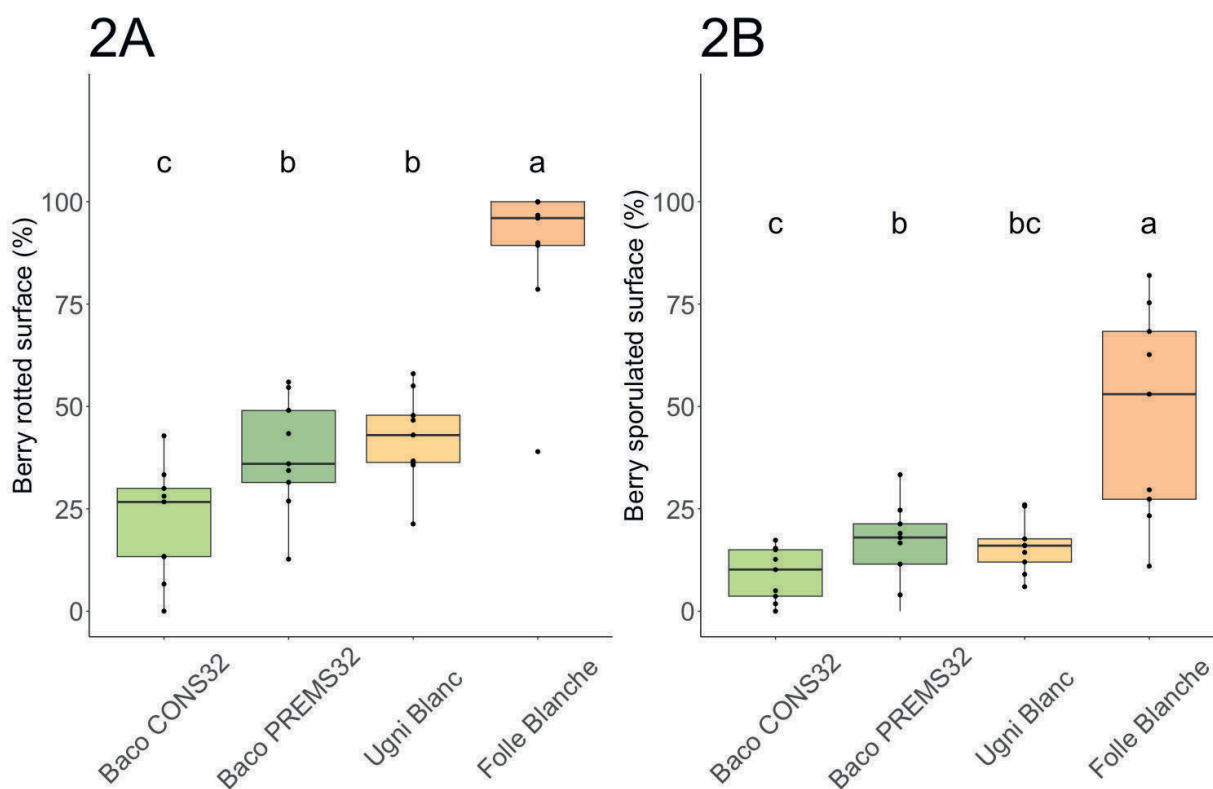 2A
2B
c b b a
c b bc a
Berry rotted surface (%)
100
75
50
25
0
Berry sporulated surface (%)
100
75
50
25
0
Baco CONS32
Baco PREMS32
Ugni Blanc
Folle Blanche
Baco CONS32
Baco PREMS32
Ugni Blanc
Folle Blanche